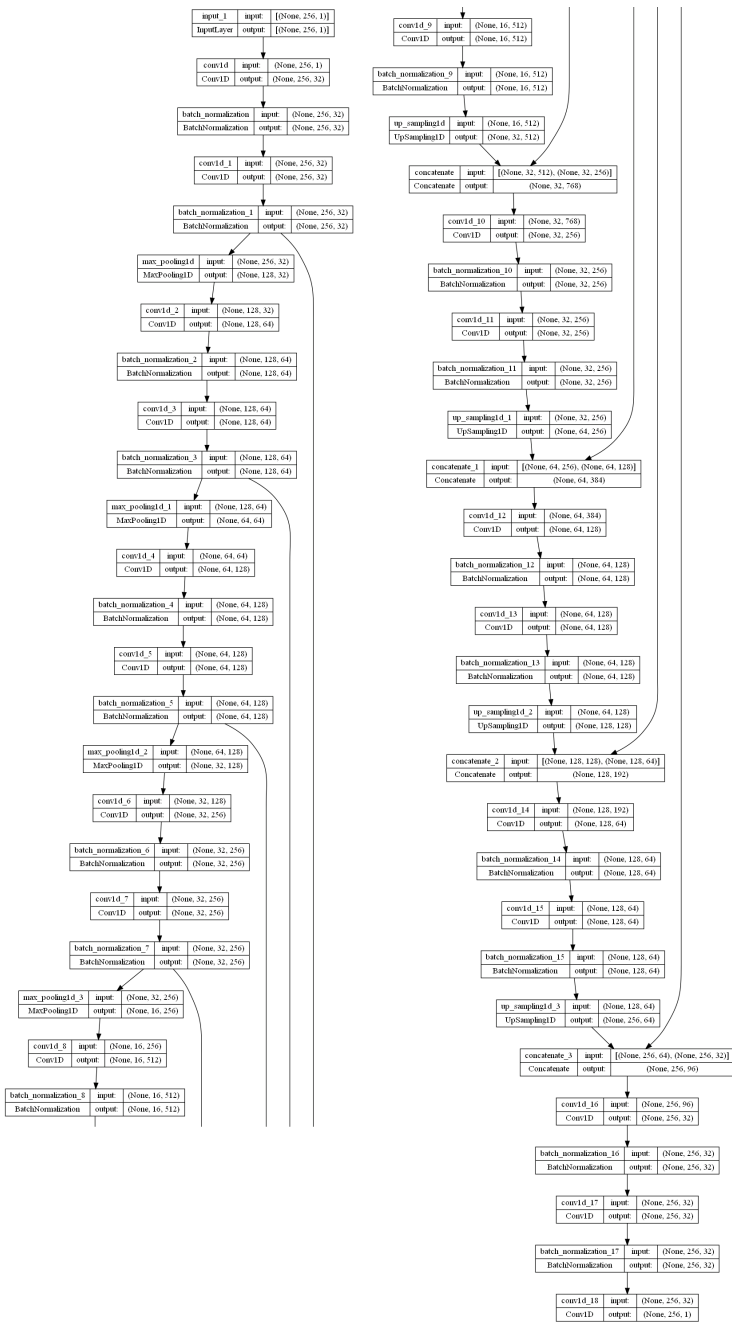 input_1 input: [(None, 256, 1)]
InputLayer output: [(None, 256, 1)]
conv1d input: (None, 256, 1)
Conv1D output: (None, 256, 32)
batch_normalization input: (None, 256, 32)
BatchNormalization output: (None, 256, 32)
conv1d_1 input: (None, 256, 32)
Conv1D output: (None, 256, 32)
batch_normalization_1 input: (None, 256, 32)
BatchNormalization output: (None, 256, 32)
max_pooling1d input: (None, 256, 32)
MaxPooling1D output: (None, 128, 32)
conv1d_2 input: (None, 128, 32)
Conv1D output: (None, 128, 64)
batch_normalization_2 input: (None, 128, 64)
BatchNormalization output: (None, 128, 64)
conv1d_3 input: (None, 128, 64)
Conv1D output: (None, 128, 64)
batch_normalization_3 input: (None, 128, 64)
BatchNormalization output: (None, 128, 64)
max_pooling1d_1 input: (None, 128, 64)
MaxPooling1D output: (None, 64, 64)
conv1d_4 input: (None, 64, 64)
Conv1D output: (None, 64, 128)
batch_normalization_4 input: (None, 64, 128)
BatchNormalization output: (None, 64, 128)
conv1d_5 input: (None, 64, 128)
Conv1D output: (None, 64, 128)
batch_normalization_5 input: (None, 64, 128)
BatchNormalization output: (None, 64, 128)
max_pooling1d_2 input: (None, 64, 128)
MaxPooling1D output: (None, 32, 128)
conv1d_6 input: (None, 32, 128)
Conv1D output: (None, 32, 256)
batch_normalization_6 input: (None, 32, 256)
BatchNormalization output: (None, 32, 256)
conv1d_7 input: (None, 32, 256)
Conv1D output: (None, 32, 256)
batch_normalization_7 input: (None, 32, 256)
BatchNormalization output: (None, 32, 256)
max_pooling1d_3 input: (None, 32, 256)
MaxPooling1D output: (None, 16, 256)
conv1d_8 input: (None, 16, 256)
Conv1D output: (None, 16, 512)
batch_normalization_8 input: (None, 16, 512)
BatchNormalization output: (None, 16, 512)
conv1d_9 input: (None, 16, 512)
Conv1D output: (None, 16, 512)
batch_normalization_9 input: (None, 16, 512)
BatchNormalization output: (None, 16, 512)
up_sampling1d input: (None, 16, 512)
UpSampling1D output: (None, 32, 512)
concatenate input: [(None, 32, 512), (None, 32, 256)]
Concatenate output: (None, 32, 768)
conv1d_10 input: (None, 32, 768)
Conv1D output: (None, 32, 256)
batch_normalization_10 input: (None, 32, 256)
BatchNormalization output: (None, 32, 256)
conv1d_11 input: (None, 32, 256)
Conv1D output: (None, 32, 256)
batch_normalization_11 input: (None, 32, 256)
BatchNormalization output: (None, 32, 256)
up_sampling1d_1 input: (None, 32, 256)
UpSampling1D output: (None, 64, 256)
concatenate_1 input: [(None, 64, 256), (None, 64, 128)]
Concatenate output: (None, 64, 384)
conv1d_12 input: (None, 64, 384)
Conv1D output: (None, 64, 128)
batch_normalization_12 input: (None, 64, 128)
BatchNormalization output: (None, 64, 128)
conv1d_13 input: (None, 64, 128)
Conv1D output: (None, 64, 128)
batch_normalization_13 input: (None, 64, 128)
BatchNormalization output: (None, 64, 128)
up_sampling1d_2 input: (None, 64, 128)
UpSampling1D output: (None, 128, 128)
concatenate_2 input: [(None, 128, 128), (None, 128, 64)]
Concatenate output: (None, 128, 192)
conv1d_14 input: (None, 128, 192)
Conv1D output: (None, 128, 64)
batch_normalization_14 input: (None, 128, 64)
BatchNormalization output: (None, 128, 64)
conv1d_15 input: (None, 128, 64)
Conv1D output: (None, 128, 64)
batch_normalization_15 input: (None, 128, 64)
BatchNormalization output: (None, 128, 64)
up_sampling1d_3 input: (None, 128, 64)
UpSampling1D output: (None, 256, 64)
concatenate_3 input: [(None, 256, 64), (None, 256, 32)]
Concatenate output: (None, 256, 96)
conv1d_16 input: (None, 256, 96)
Conv1D output: (None, 256, 32)
batch_normalization_16 input: (None, 256, 32)
BatchNormalization output: (None, 256, 32)
conv1d_17 input: (None, 256, 32)
Conv1D output: (None, 256, 32)
batch_normalization_17 input: (None, 256, 32)
BatchNormalization output: (None, 256, 32)
conv1d_18 input: (None, 256, 32)
Conv1D output: (None, 256, 1)